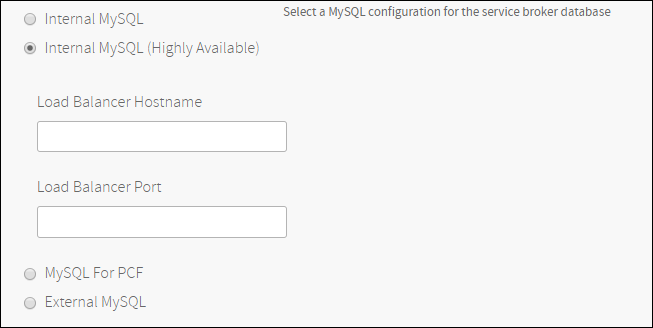 Internal MySQL
Select a MySQL configuration for the service broker database
Internal MySQL (Highly Available)
Load Balancer Hostname
Load Balancer Port
MySQL For PCF
External MySQL